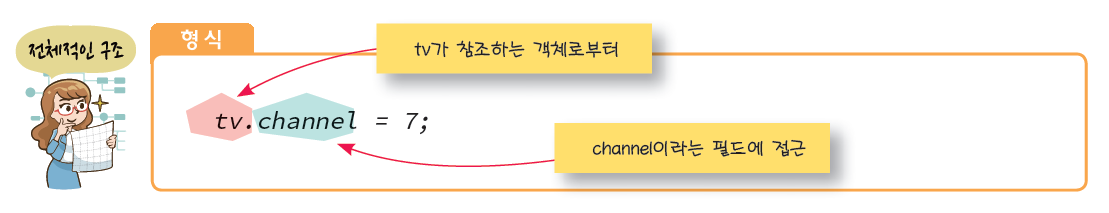 전체적인 구조
형식
tv가 참조하는 객체로부터
tv.channel = 7;
channel이라는 필드에 접근